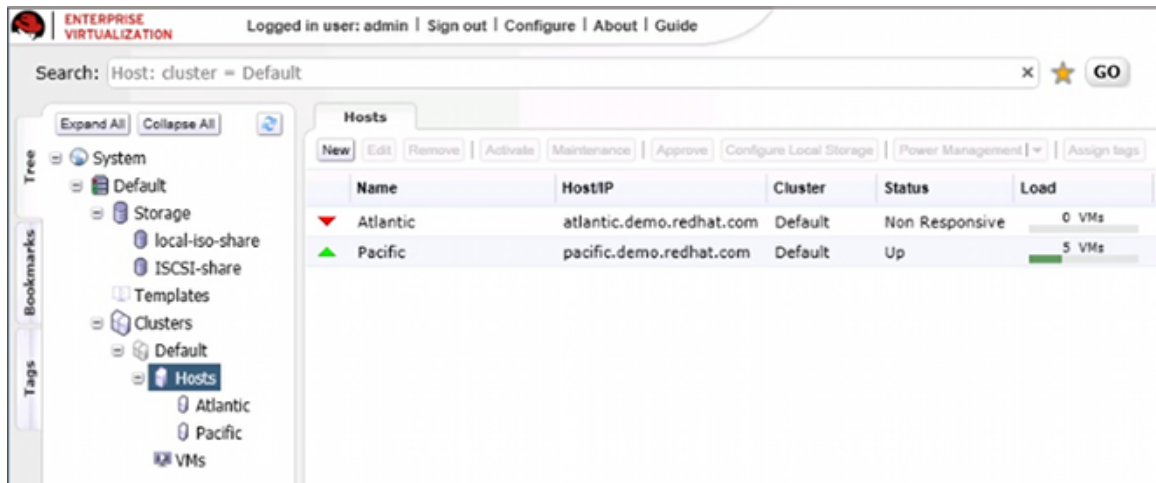 ENTERPRISE
VIRTUALIZATION
Logged in user: admin | Sign out | Configure | About | Guide
Search: Host: cluster = Default × GO
Expand All Collapse All
Tree
Bookmarks
Tags
System
Default
Storage
local-iso-share
ISCSI-share
Templates
Clusters
Default
Hosts
Atlantic
Pacific
VMs
Hosts
New Edit Remove | Activate Maintenance | Approve Configure Local Storage | Power Management | Assign tags
Name Host/IP Cluster Status Load
Atlantic atlantic.demo.redhat.com Default Non Responsive 0 VMs
Pacific pacific.demo.redhat.com Default Up 5 VMs